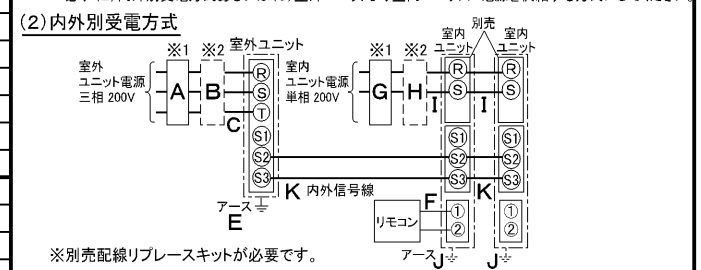 (2)内外別受電方式
※1 ※2 室外ユニット
室外
ユニット電源
三相 200V
A B C
R
S
T
S1
S2
S3
アース
E
※1 ※2
室内
ユニット電源
単相 200V
G H I I
室内
ユニット
別売
室内
ユニット
R R
S S
S1 S1
S2 S2
S3 S3
K 内外信号線 K
F
リモコン
① ①
② ②
アース J J
※別売配線リプレースキットが必要です。